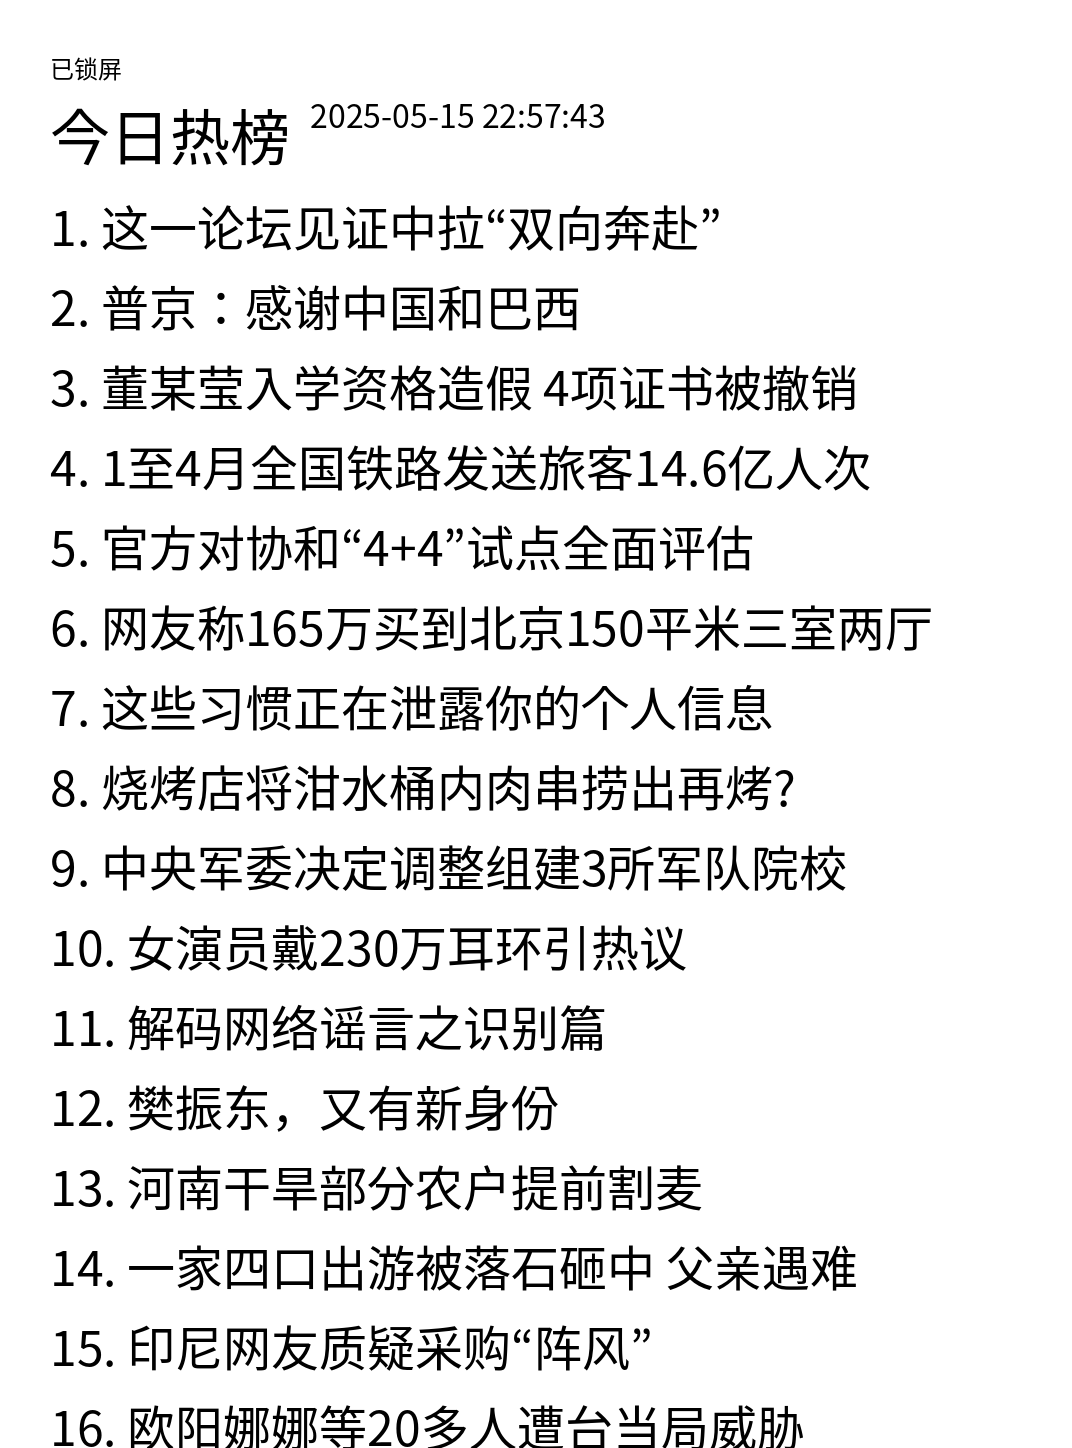 已锁屏
今日热榜 2025-05-15 22:57:43
1. 这一论坛见证中拉“双向奔赴”
2. 普京：感谢中国和巴西
3. 董某莹入学资格造假 4项证书被撤销
4. 1至4月全国铁路发送旅客14.6亿人次
5. 官方对协和“4+4”试点全面评估
6. 网友称165万买到北京150平米三室两厅
7. 这些习惯正在泄露你的个人信息
8. 烧烤店将泔水桶内肉串捞出再烤?
9. 中央军委决定调整组建3所军队院校
10. 女演员戴230万耳环引热议
11. 解码网络谣言之识别篇
12. 樊振东，又有新身份
13. 河南干旱部分农户提前割麦
14. 一家四口出游被落石砸中 父亲遇难
15. 印尼网友质疑采购“阵风”
16. 欧阳娜娜等20多人遭台当局威胁